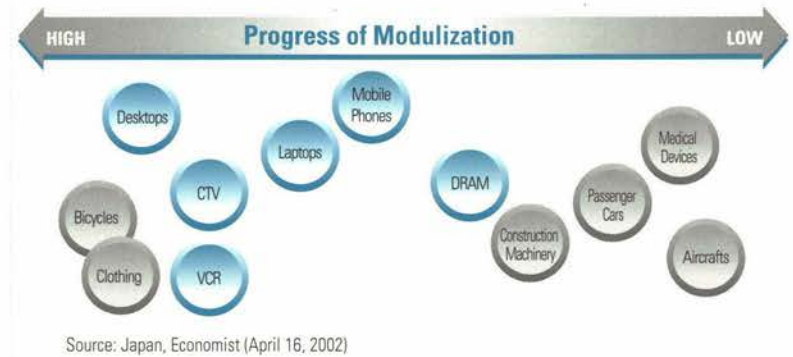 HIGH
Progress of Modulization
LOW
Desktops
Mobile
Phones
Laptops
Medical
Devices
CTV
DRAM
Passenger
Cars
Bicycles
Construction
Machinery
Clothing
VCR
Aircrafts
Source: Japan, Economist (April 16, 2002)